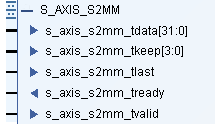 S_AXIS_S2MM
s_axis_s2mm_tdata[31:0]
s_axis_s2mm_tkeep[3:0]
s_axis_s2mm_tlast
s_axis_s2mm_tready
s_axis_s2mm_tvalid